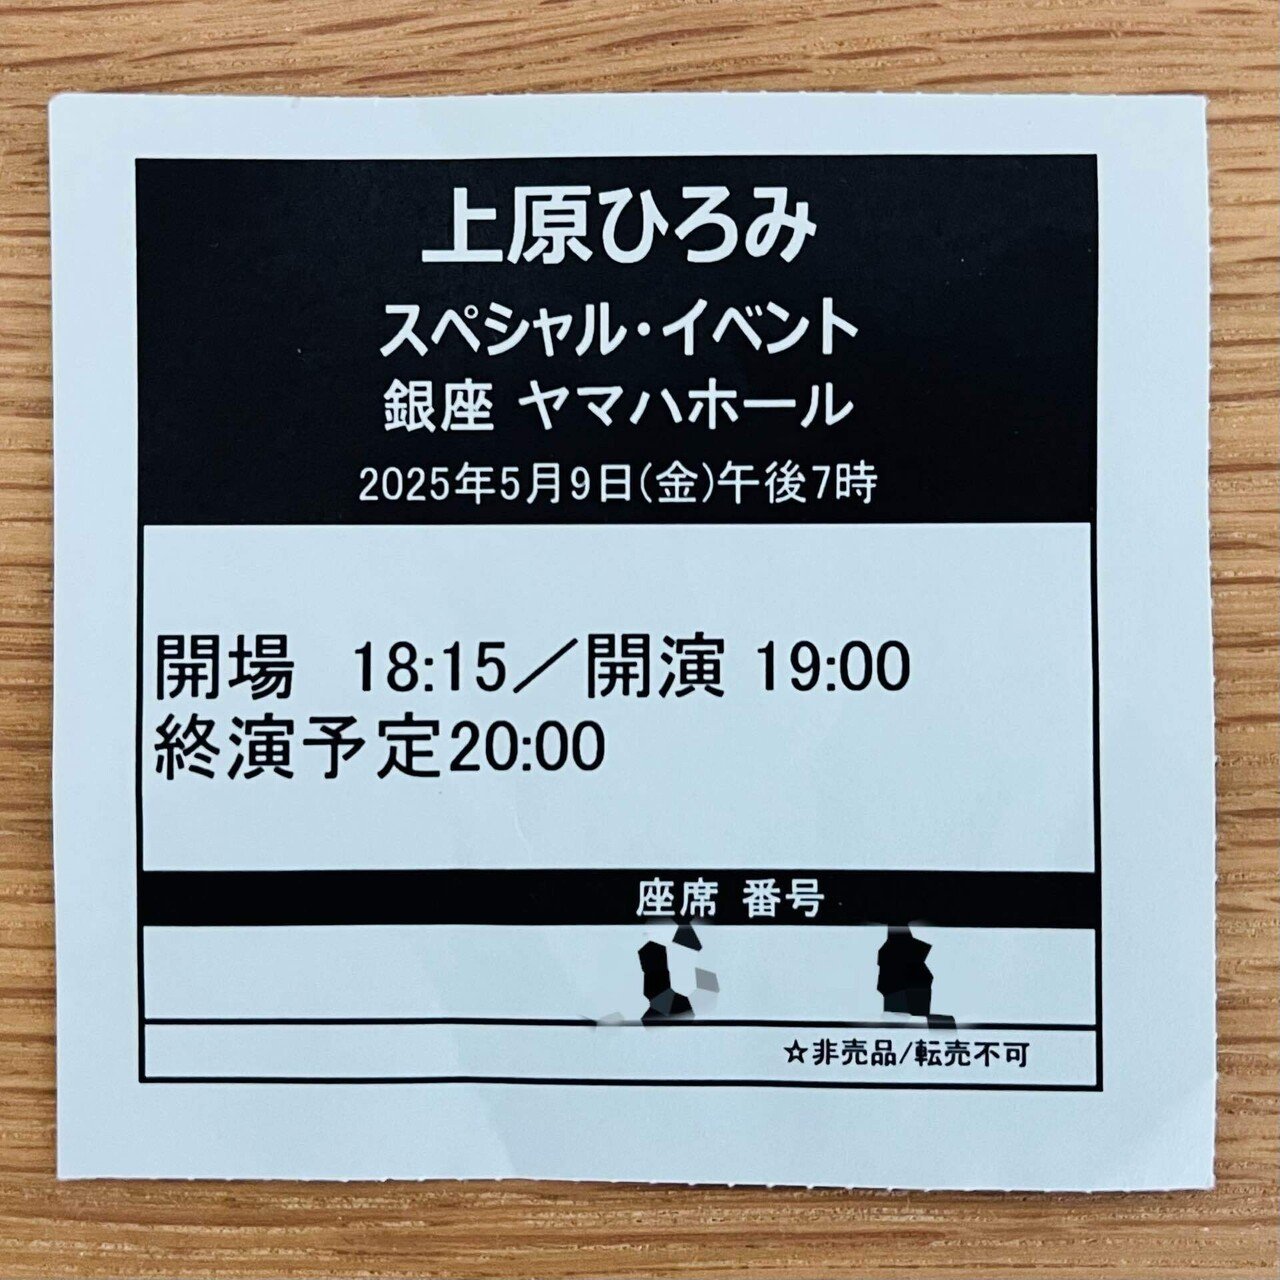 上原ひろみ
スペシャル・イベント
銀座 ヤマハホール
2025年5月9日(金)午後7時
開場 18:15／開演 19:00
終演予定20:00
座席 番号
☆非売品/転売不可